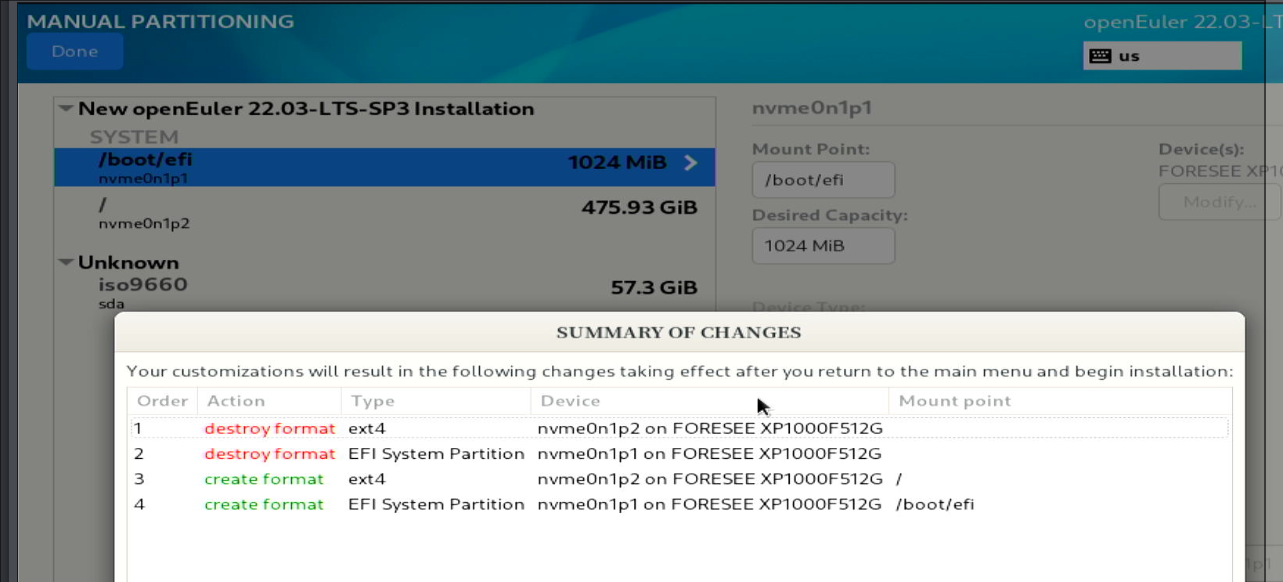 MANUAL PARTITIONING
openEuler 22.03-LT
Done
us
New openEuler 22.03-LTS-SP3 Installation
SYSTEM
/boot/efi
1024 MiB
nvme0n1p1
/
475.93 GiB
nvme0n1p2
Unknown
iso9660
57.3 GiB
sda
nvme0n1p1
Mount Point:
Device(s):
/boot/efi
FORESEE XP10
Modify...
Desired Capacity:
1024 MiB
Device Type:
SUMMARY OF CHANGES
Your customizations will result in the following changes taking effect after you return to the main menu and begin installation:
Order Action Type Device Mount point
1 destroy format ext4 nvme0n1p2 on FORESEE XP1000F512G
2 destroy format EFI System Partition nvme0n1p1 on FORESEE XP1000F512G
3 create format ext4 nvme0n1p2 on FORESEE XP1000F512G /
4 create format EFI System Partition nvme0n1p1 on FORESEE XP1000F512G /boot/efi